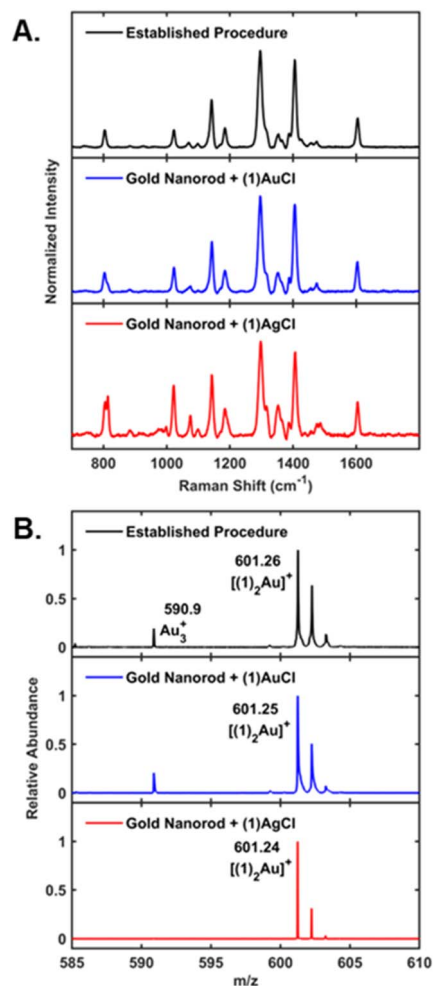 A.
Established Procedure
Gold Nanorod + (1)AuCl
Gold Nanorod + (1)AgCl
Normalized Intensity
800 1000 1200 1400 1600
Raman Shift (cm⁻¹)
B.
Established Procedure
1
601.26
[(1)₂Au]⁺
590.9
Au₃⁺
0.5
0
Gold Nanorod + (1)AuCl
1
601.25
[(1)₂Au]⁺
0.5
0
Relative Abundance
Gold Nanorod + (1)AgCl
1
601.24
[(1)₂Au]⁺
0.5
0
585 590 595 600 605 610
m/z